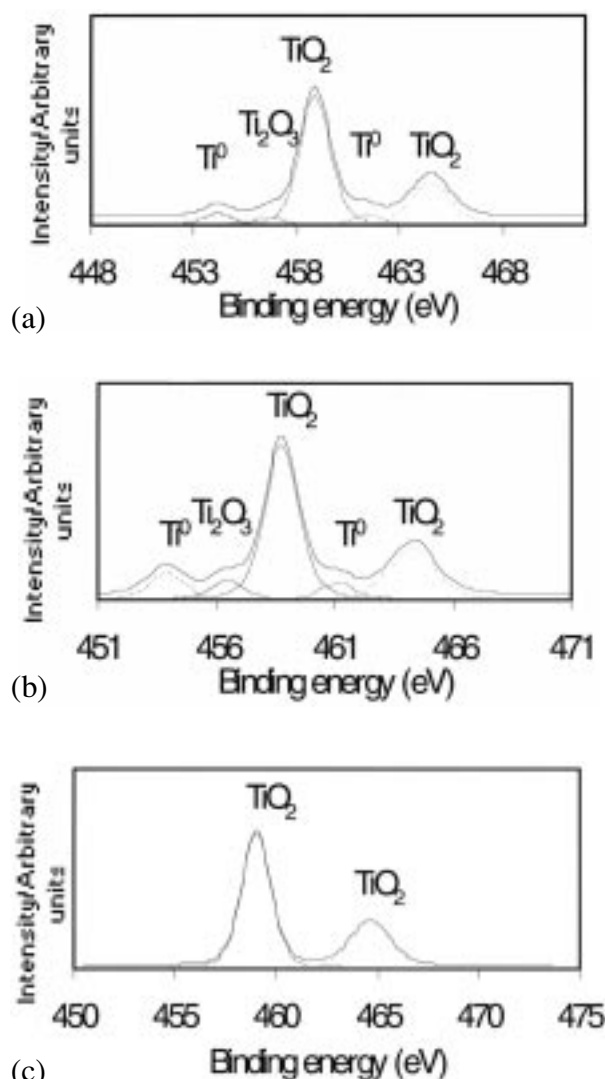 TiO2
Ti0 Ti2O3 Ti0 TiO2
Intensity/Arbitrary
units
448 453 458 463 468
Binding energy (eV)
(a)
TiO2
Ti0 Ti2O3 Ti0 TiO2
Intensity/Arbitrary
units
451 456 461 466 471
Binding energy (eV)
(b)
TiO2
TiO2
Intensity/Arbitrary
units
450 455 460 465 470 475
Binding energy (eV)
(c)